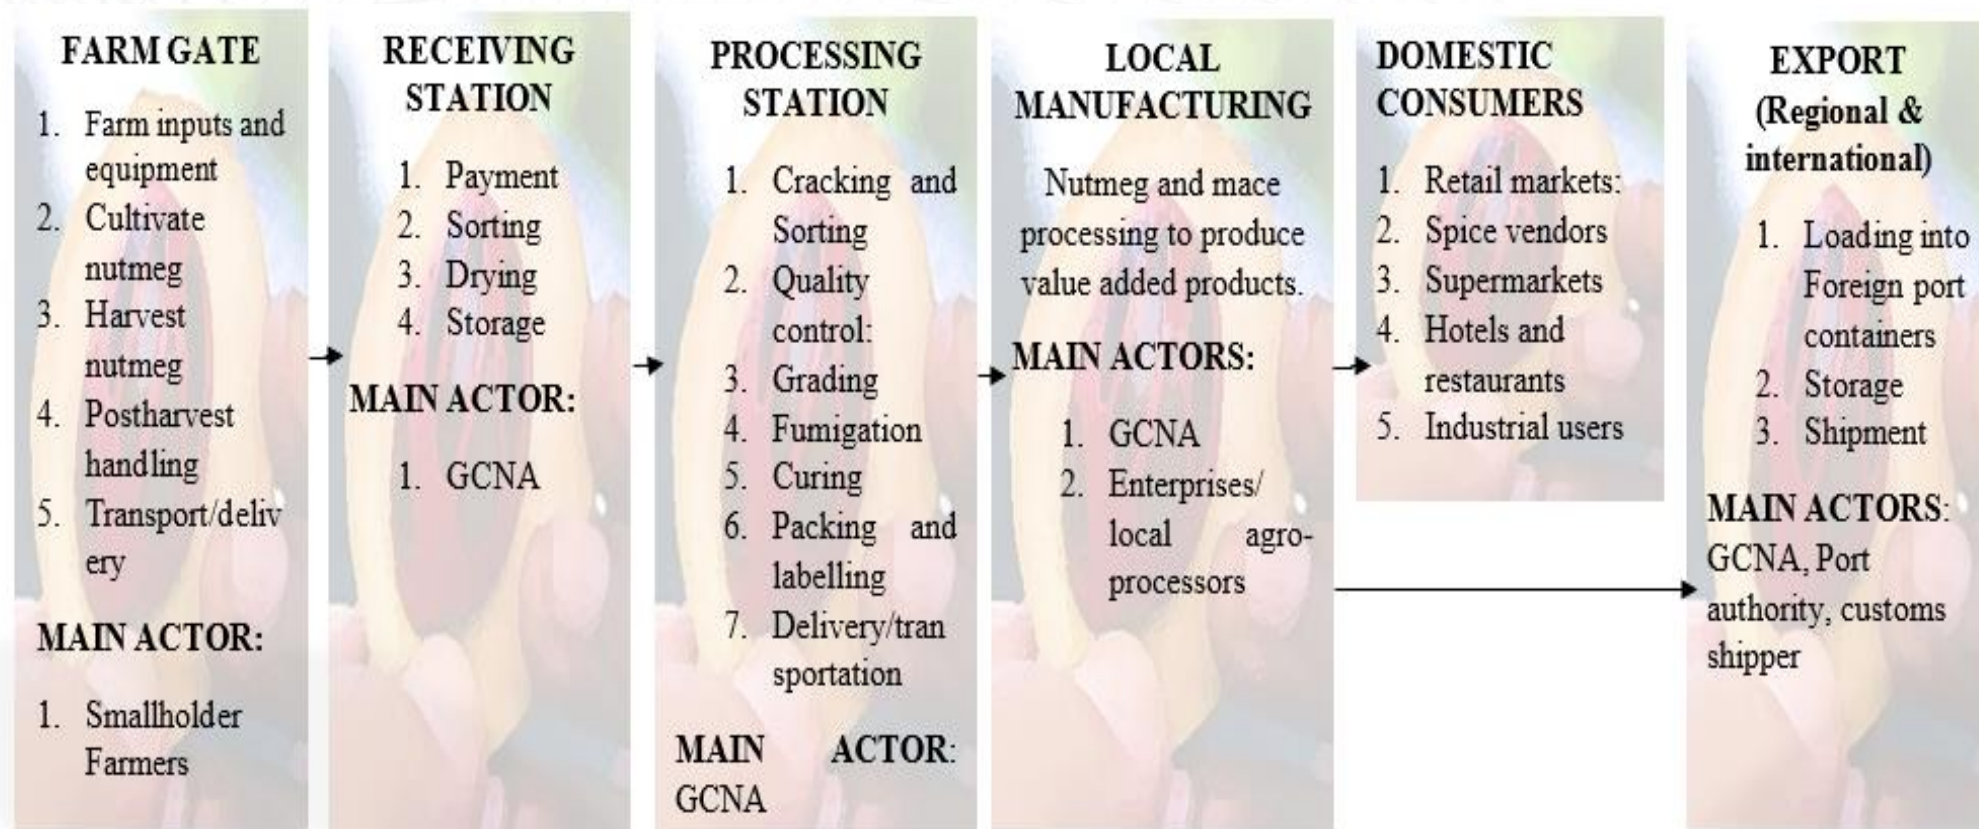 FARM GATE
1. Farm inputs and
equipment
2. Cultivate
nutmeg
3. Harvest
nutmeg
4. Postharvest
handling
5. Transport/deliv
ery
MAIN ACTOR:
1. Smallholder
Farmers
RECEIVING
STATION
1. Payment
2. Sorting
3. Drying
4. Storage
MAIN ACTOR:
1. GCNA
PROCESSING
STATION
1. Cracking and
Sorting
2. Quality
control:
3. Grading
4. Fumigation
5. Curing
6. Packing and
labelling
7. Delivery/tran
sportation
MAIN ACTOR:
GCNA
LOCAL
MANUFACTURING
Nutmeg and mace
processing to produce
value added products.
MAIN ACTORS:
1. GCNA
2. Enterprises/
local agro-
processors
DOMESTIC
CONSUMERS
1. Retail markets:
2. Spice vendors
3. Supermarkets
4. Hotels and
restaurants
5. Industrial users
EXPORT
(Regional &
international)
1. Loading into
Foreign port
containers
2. Storage
3. Shipment
MAIN ACTORS:
GCNA, Port
authority, customs
shipper